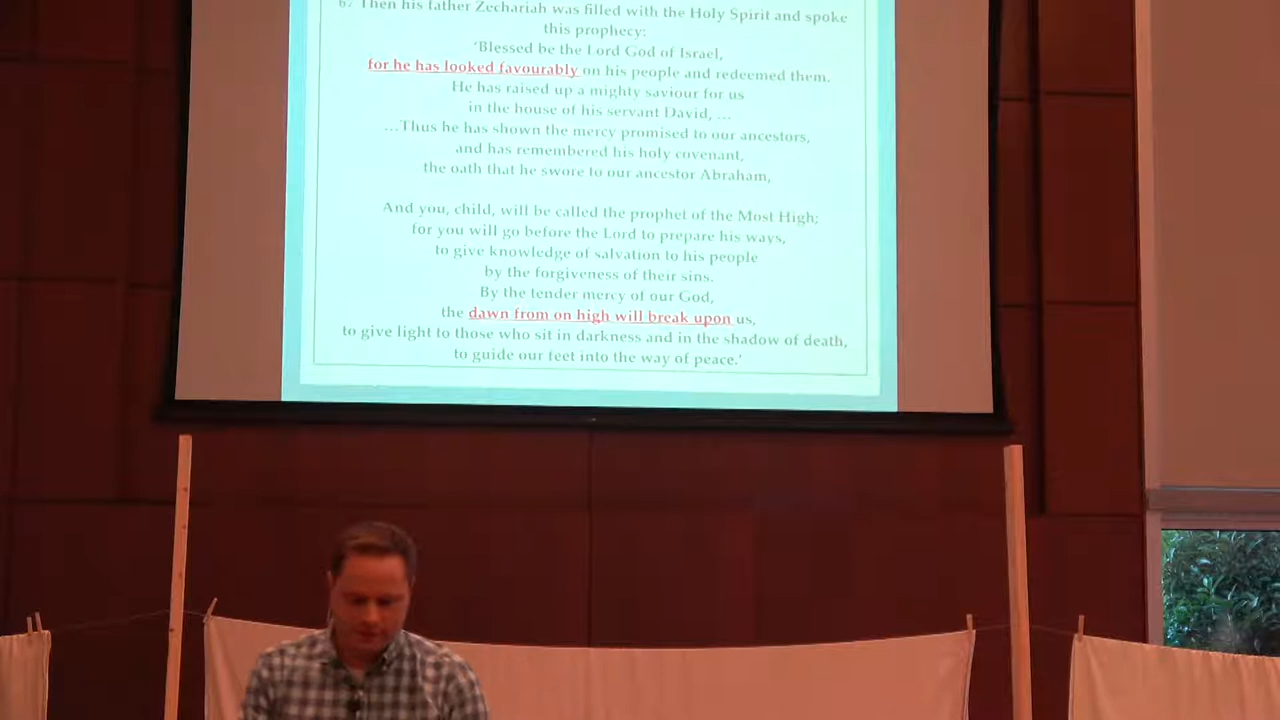 67 Then his father Zechariah was filled with the Holy Spirit and spoke
this prophecy:
‘Blessed be the Lord God of Israel,
for he has looked favourably on his people and redeemed them.
He has raised up a mighty saviour for us
in the house of his servant David, …
…Thus he has shown the mercy promised to our ancestors,
and has remembered his holy covenant,
the oath that he swore to our ancestor Abraham,
And you, child, will be called the prophet of the Most High;
for you will go before the Lord to prepare his ways,
to give knowledge of salvation to his people
by the forgiveness of their sins.
By the tender mercy of our God,
the dawn from on high will break upon us,
to give light to those who sit in darkness and in the shadow of death,
to guide our feet into the way of peace.’